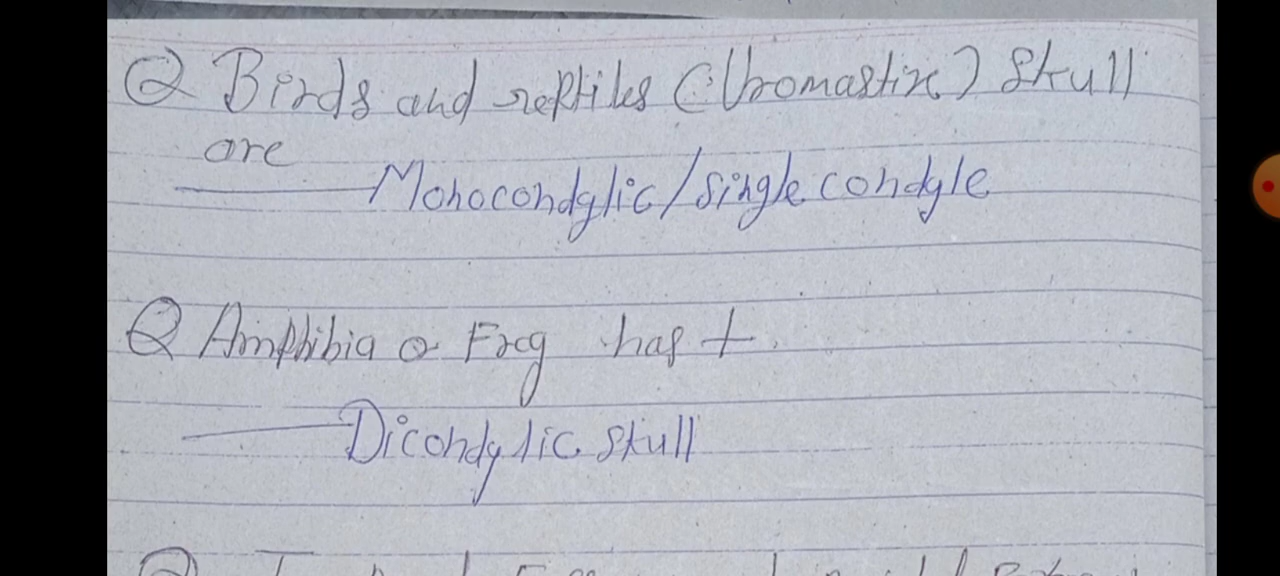 Q Birds and reptiles (Uromastix) Skull
are
Monocondylic/single condyle
Q Amphibia or Frog has
Dicondylic skull